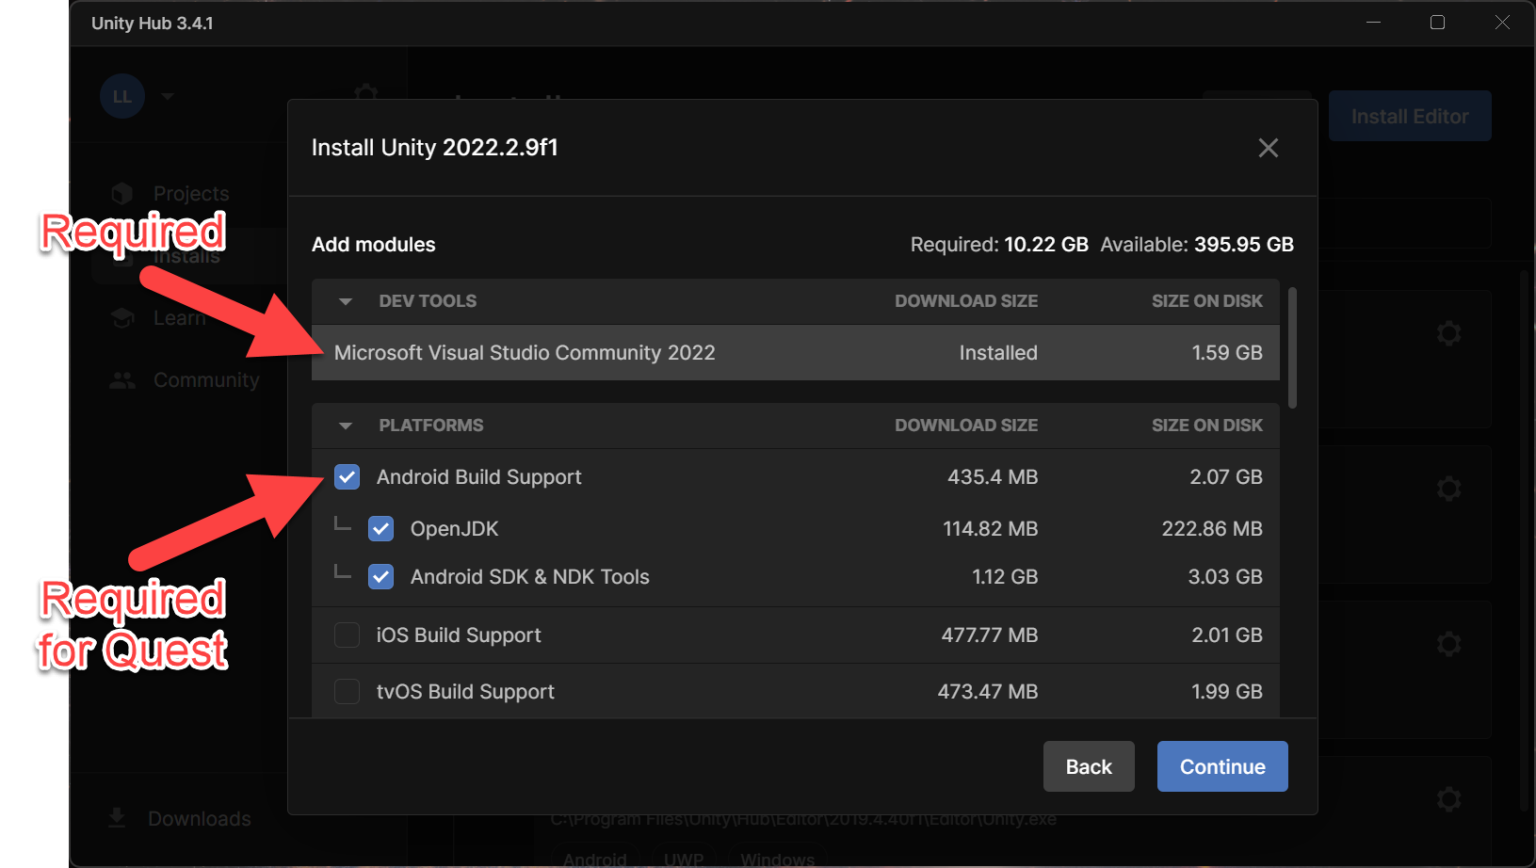 Unity Hub 3.4.1
LL
Install Editor
Install Unity 2022.2.9f1
Projects
Required
Installs
Add modules
Required: 10.22 GB Available: 395.95 GB
DEV TOOLS DOWNLOAD SIZE SIZE ON DISK
Learn
Microsoft Visual Studio Community 2022 Installed 1.59 GB
Community
PLATFORMS DOWNLOAD SIZE SIZE ON DISK
Android Build Support 435.4 MB 2.07 GB
OpenJDK 114.82 MB 222.86 MB
Android SDK & NDK Tools 1.12 GB 3.03 GB
Required
for Quest
iOS Build Support 477.77 MB 2.01 GB
tvOS Build Support 473.47 MB 1.99 GB
Back
Continue
Downloads
C:\Program Files\Unity\Hub\Editor\2019.4.40f1\Editor\Unity.exe
Android UWP Windows